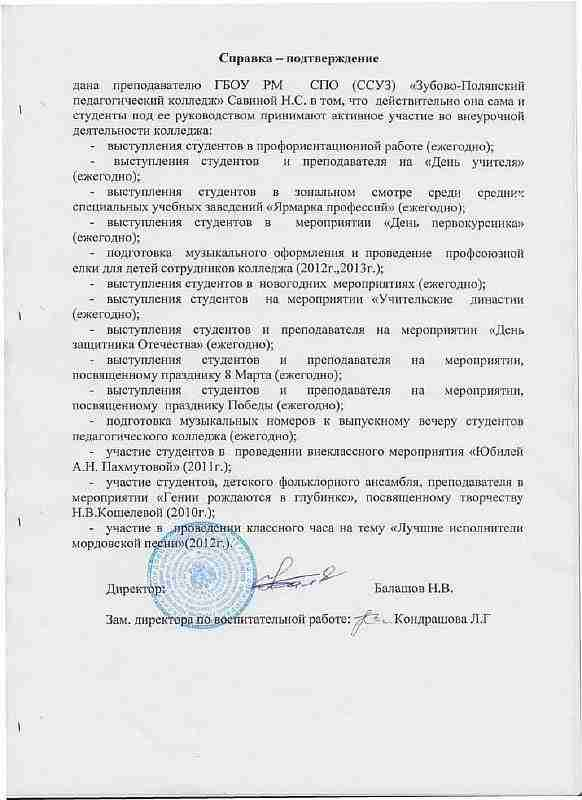 Справка – подтверждение
дана преподавателю ГБОУ РМ СПО (ССУЗ) «Зубово-Полянский
педагогический колледж» Савиной Н.С. в том, что действительно она сама и
студенты под ее руководством принимают активное участие во внеурочной
деятельности колледжа:
- выступления студентов в профориентационной работе (ежегодно);
- выступления студентов и преподавателя на «День учителя»
(ежегодно);
- выступления студентов в зональном смотре среди средних
специальных учебных заведений «Ярмарка профессий» (ежегодно);
- выступления студентов в мероприятии «День первокурсника»
(ежегодно);
- подготовка музыкального оформления и проведение профсоюзной
елки для детей сотрудников колледжа (2012г.,2013г.);
- выступления студентов в новогодних мероприятиях (ежегодно);
- выступления студентов на мероприятии «Учительские династии
(ежегодно);
- выступления студентов и преподавателя на мероприятии «День
защитника Отечества» (ежегодно);
- выступления студентов и преподавателя на мероприятии,
посвященному празднику 8 Марта (ежегодно);
- выступления студентов и преподавателя на мероприятии,
посвященному празднику Победы (ежегодно);
- подготовка музыкальных номеров к выпускному вечеру студентов
педагогического колледжа (ежегодно);
- участие студентов в проведении внеклассного мероприятия «Юбилей
А.Н. Пахмутовой» (2011г.);
- участие студентов, детского фольклорного ансамбля, преподавателя в
мероприятии «Гении рождаются в глубинке», посвященному творчеству
Н.В.Кошелевой (2010г.);
- участие в проведении классного часа на тему «Лучшие исполнители
мордовской песни»(2012г.).
Директор: Балашов Н.В.
Зам. директора по воспитательной работе: Кондрашова Л.Г